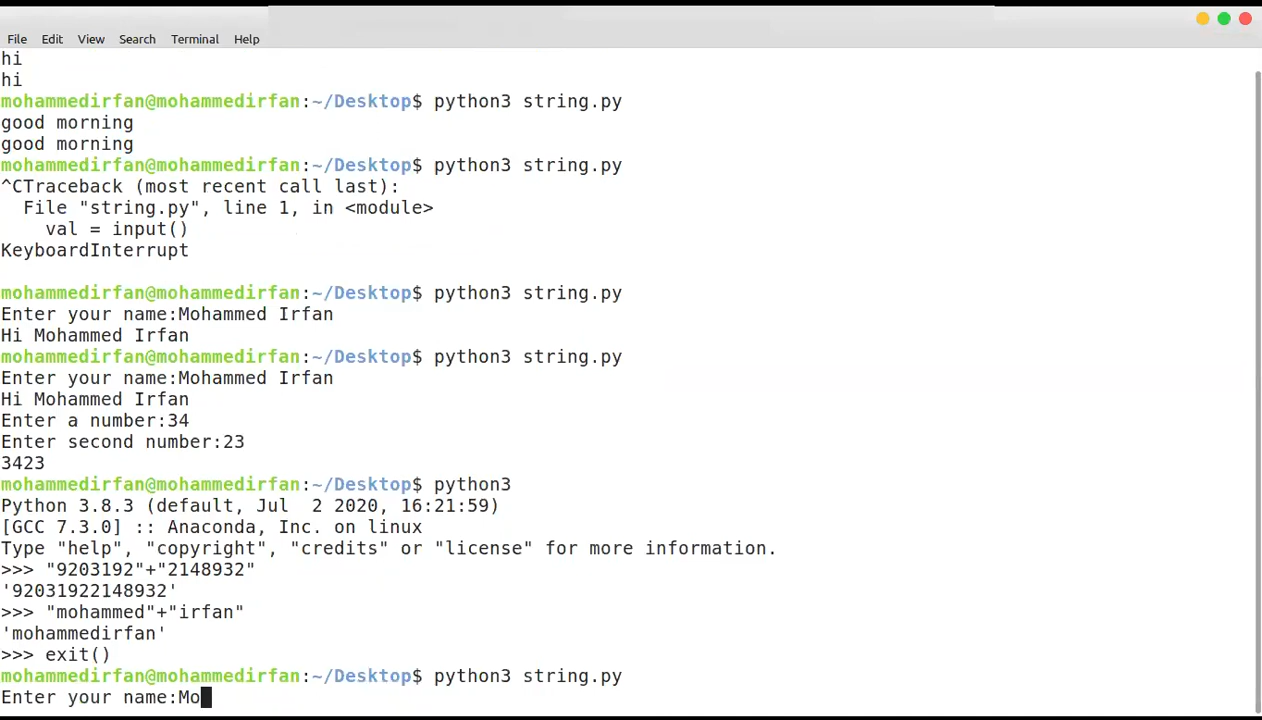 File Edit View Search Terminal Help
hi
hi
mohammedirfan@mohammedirfan:~/Desktop$ python3 string.py
good morning
good morning
mohammedirfan@mohammedirfan:~/Desktop$ python3 string.py
^CTraceback (most recent call last):
  File "string.py", line 1, in <module>
    val = input()
KeyboardInterrupt

mohammedirfan@mohammedirfan:~/Desktop$ python3 string.py
Enter your name:Mohammed Irfan
Hi Mohammed Irfan
mohammedirfan@mohammedirfan:~/Desktop$ python3 string.py
Enter your name:Mohammed Irfan
Hi Mohammed Irfan
Enter a number:34
Enter second number:23
3423
mohammedirfan@mohammedirfan:~/Desktop$ python3
Python 3.8.3 (default, Jul  2 2020, 16:21:59)
[GCC 7.3.0] :: Anaconda, Inc. on linux
Type "help", "copyright", "credits" or "license" for more information.
>>> "9203192"+"2148932"
'92031922148932'
>>> "mohammed"+"irfan"
'mohammedirfan'
>>> exit()
mohammedirfan@mohammedirfan:~/Desktop$ python3 string.py
Enter your name:Mo